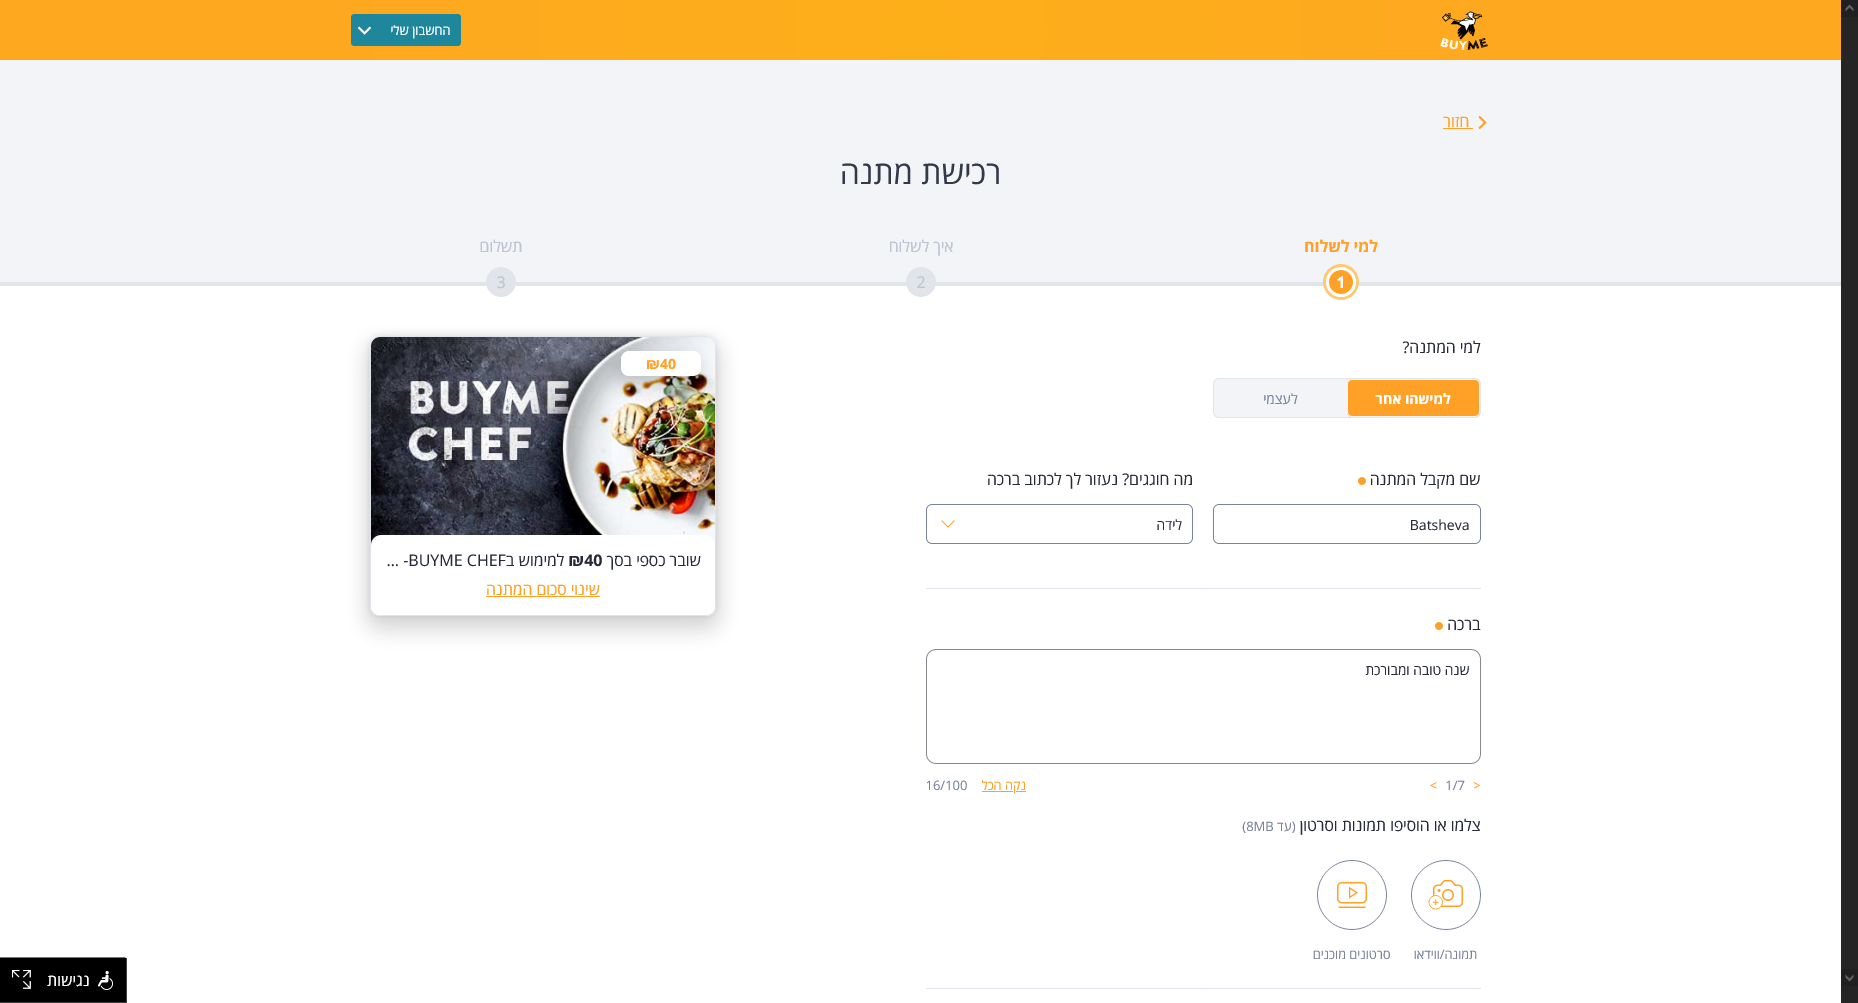 BUYME
החשבון שלי
חזור
רכישת מתנה
למי לשלוח
איך לשלוח
תשלום
1
2
3
למי המתנה?
למישהו אחר
לעצמי
שם מקבל המתנה
מה חוגגים? נעזור לך לכתוב ברכה
Batsheva
לידה
ברכה
שנה טובה ומבורכת
< 1/7 >
נקה הכל
16/100
צלמו או הוסיפו תמונות וסרטון (עד 8MB)
תמונה/ווידאו
סרטונים מוכנים
₪40
BUYME
CHEF
שובר כספי בסך ₪40 למימוש בBUYME CHEF- ...
שינוי סכום המתנה
נגישות